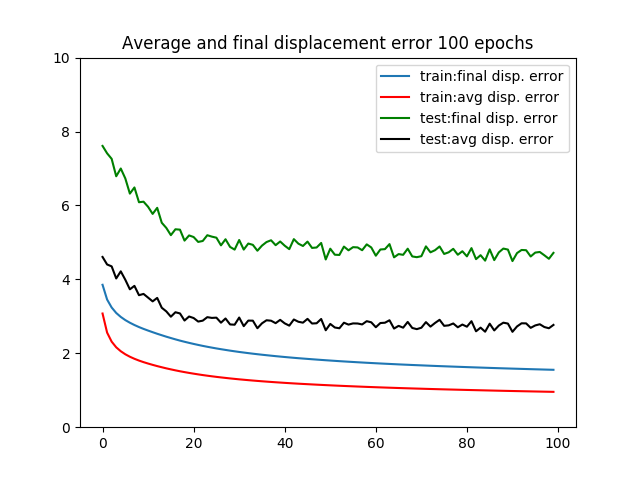 Average and final displacement error 100 epochs
train:final disp. error
train:avg disp. error
test:final disp. error
test:avg disp. error
10
8
6
4
2
0
0 20 40 60 80 100